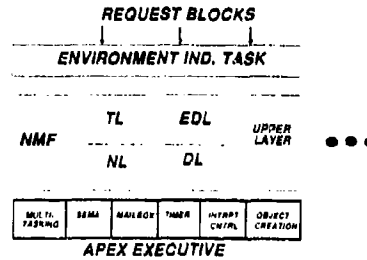 REQUEST BLOCKS
ENVIRONMENT IND. TASK
TL EDL
NMF UPPER LAYER
NL DL
MULTI-TASKING SEMA MAILBOX TIMER INTRPT CNTRL OBJECT CREATION
APEX EXECUTIVE